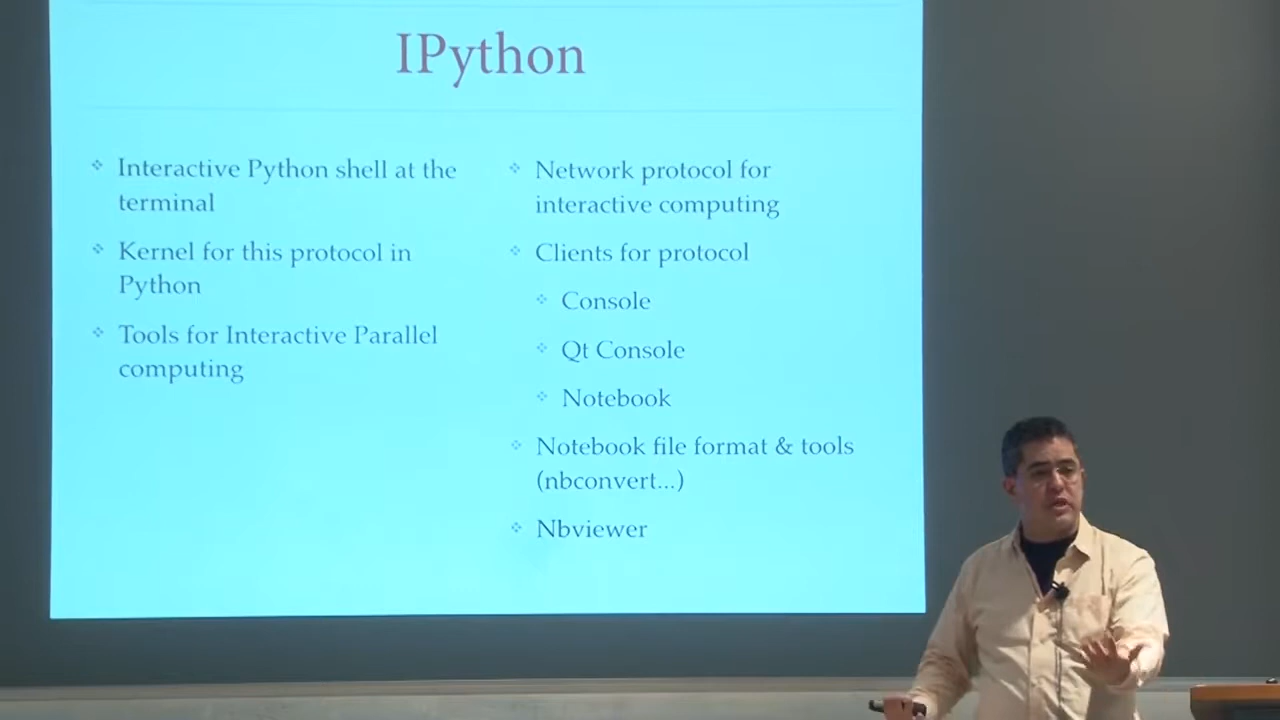 IPython
Interactive Python shell at the
terminal
Kernel for this protocol in
Python
Tools for Interactive Parallel
computing
Network protocol for
interactive computing
Clients for protocol
Console
Qt Console
Notebook
Notebook file format & tools
(nbconvert...)
Nbviewer